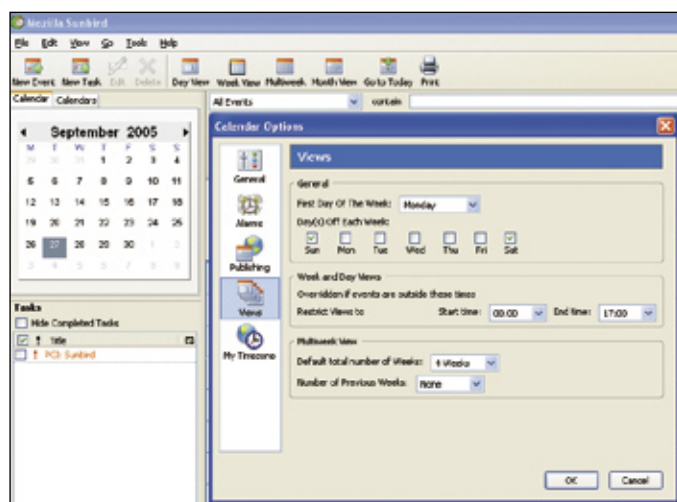 Mozilla Sunbird
File Edit View Go Tools Help
New Event New Task Edit Delete Day View Week View Multiweek Month View Go to Today Print
Calendar Calendars
All Events contain
September 2005
M T W T F S S
29 30 31 1 2 3 4
5 6 7 8 9 10 11
12 13 14 15 16 17 18
19 20 21 22 23 24 25
26 27 28 29 30 1 2
3 4 5 6 7 8 9
Tasks
Hide Completed Tasks
! Title
! PCB Sunbird
Calendar Options
General
Alarms
Publishing
Views
My Timezone
Views
General
First Day Of The Week: Monday
Day(s) Off Each Week:
Sun Mon Tue Wed Thu Fri Sat
Week and Day Views
Overridden if events are outside these times
Restrict Views to Start time: 00:00 End time: 17:00
Multiweek View
Default total number of Weeks: 4 Weeks
Number of Previous Weeks: None
OK Cancel